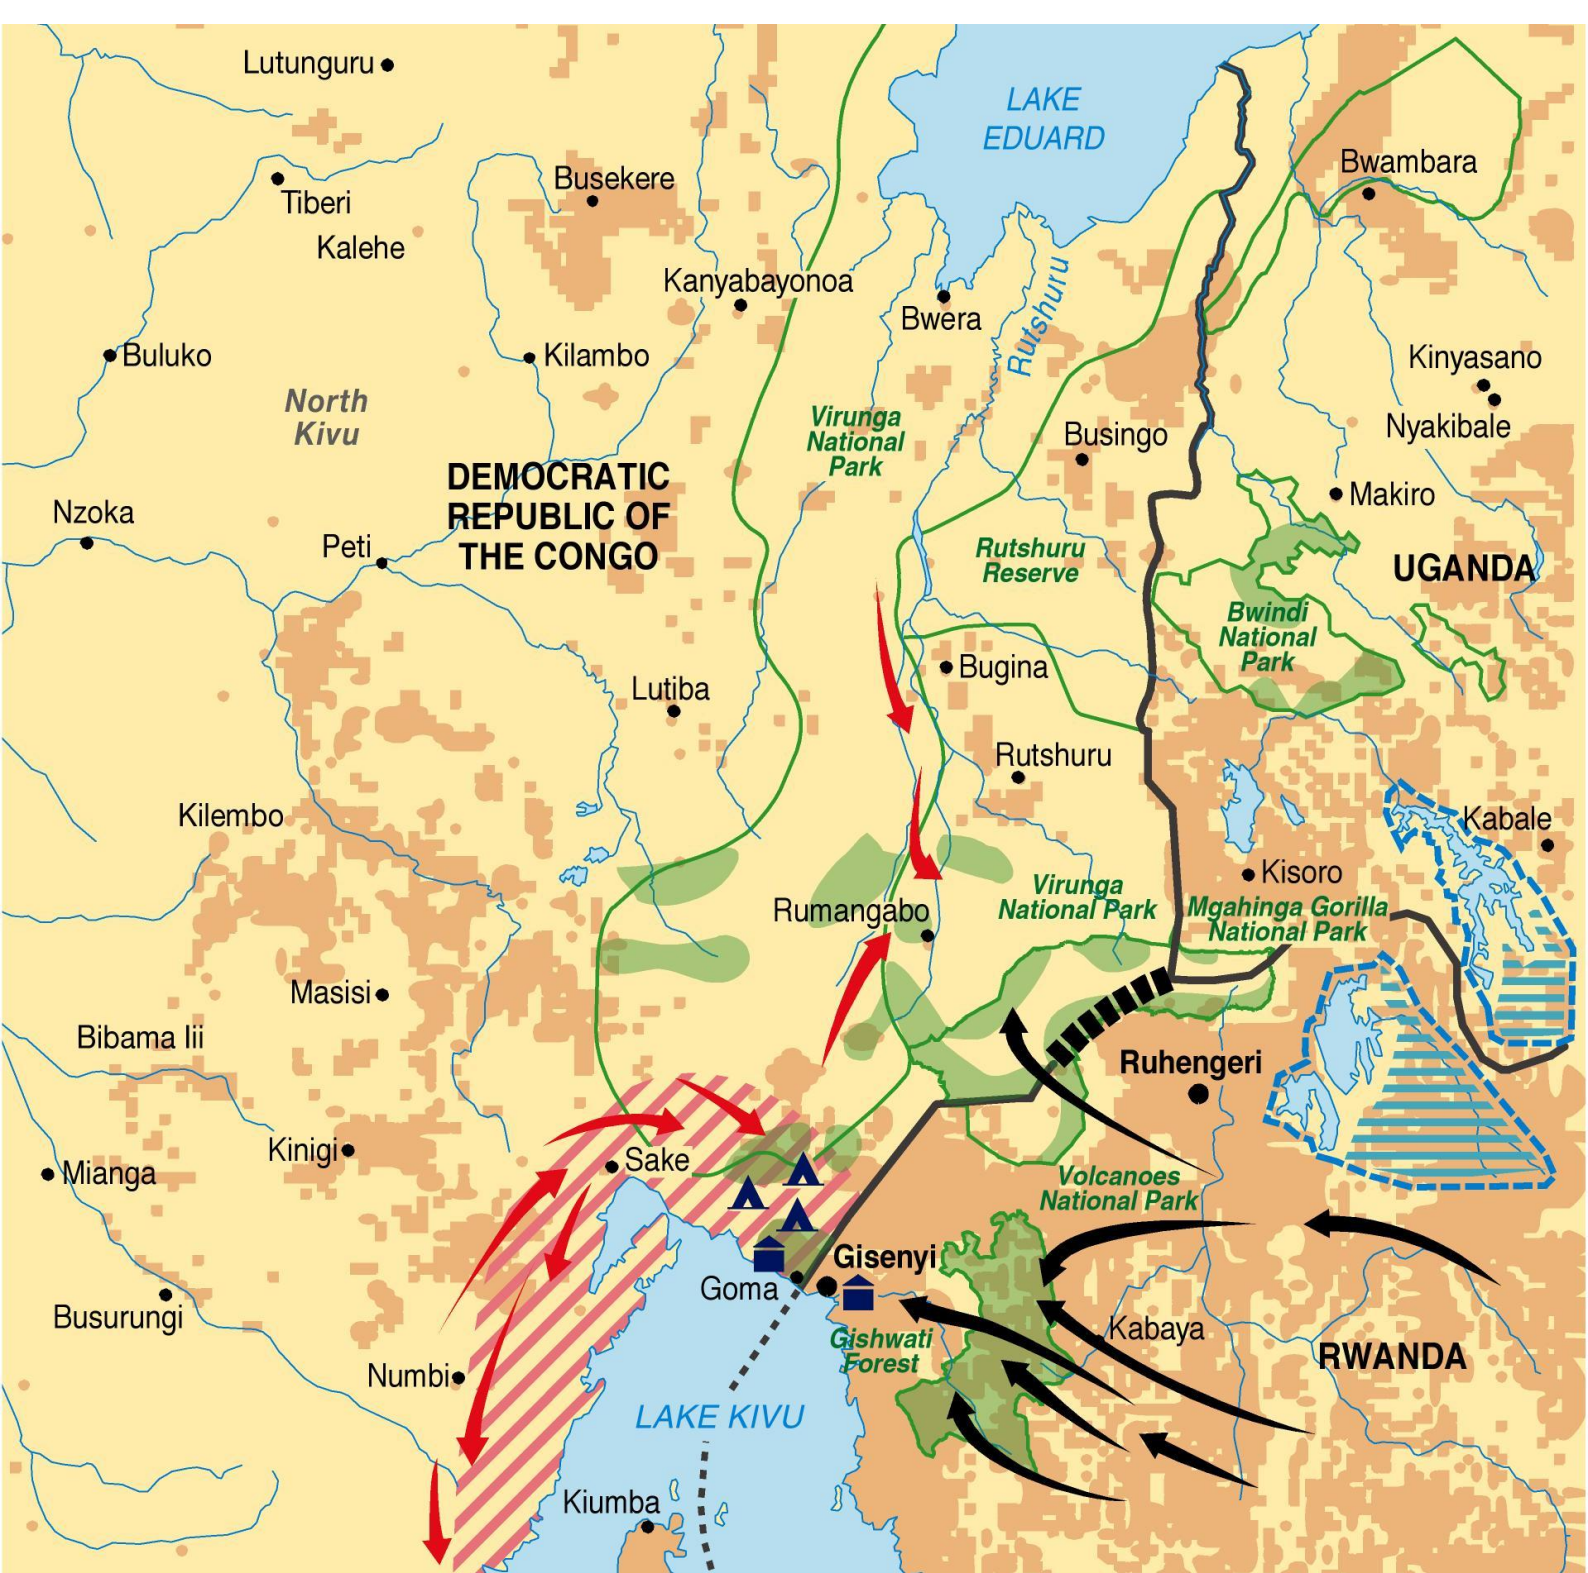 Lutunguru
LAKE
EDUARD
Bwambara
Busekere
Tiberi
Kalehe
Kanyabayonoa
Bwera
Rutshuru
Buluko
Kilambo
Kinyasano
North
Kivu
Virunga
National
Park
Nyakibale
Busingo
DEMOCRATIC
REPUBLIC OF
THE CONGO
Makiro
Nzoka
Peti
Rutshuru
Reserve
UGANDA
Bwindi
National
Park
Bugina
Lutiba
Rutshuru
Kilembo
Kabale
Kisoro
Virunga
National Park
Mgahinga Gorilla
National Park
Rumangabo
Masisi
Bibama Iii
Ruhengeri
Kinigi
Sake
Mianga
Volcanoes
National Park
Gisenyi
Goma
Busurungi
Gishwati
Forest
Kabaya
RWANDA
Numbi
LAKE KIVU
Kiumba